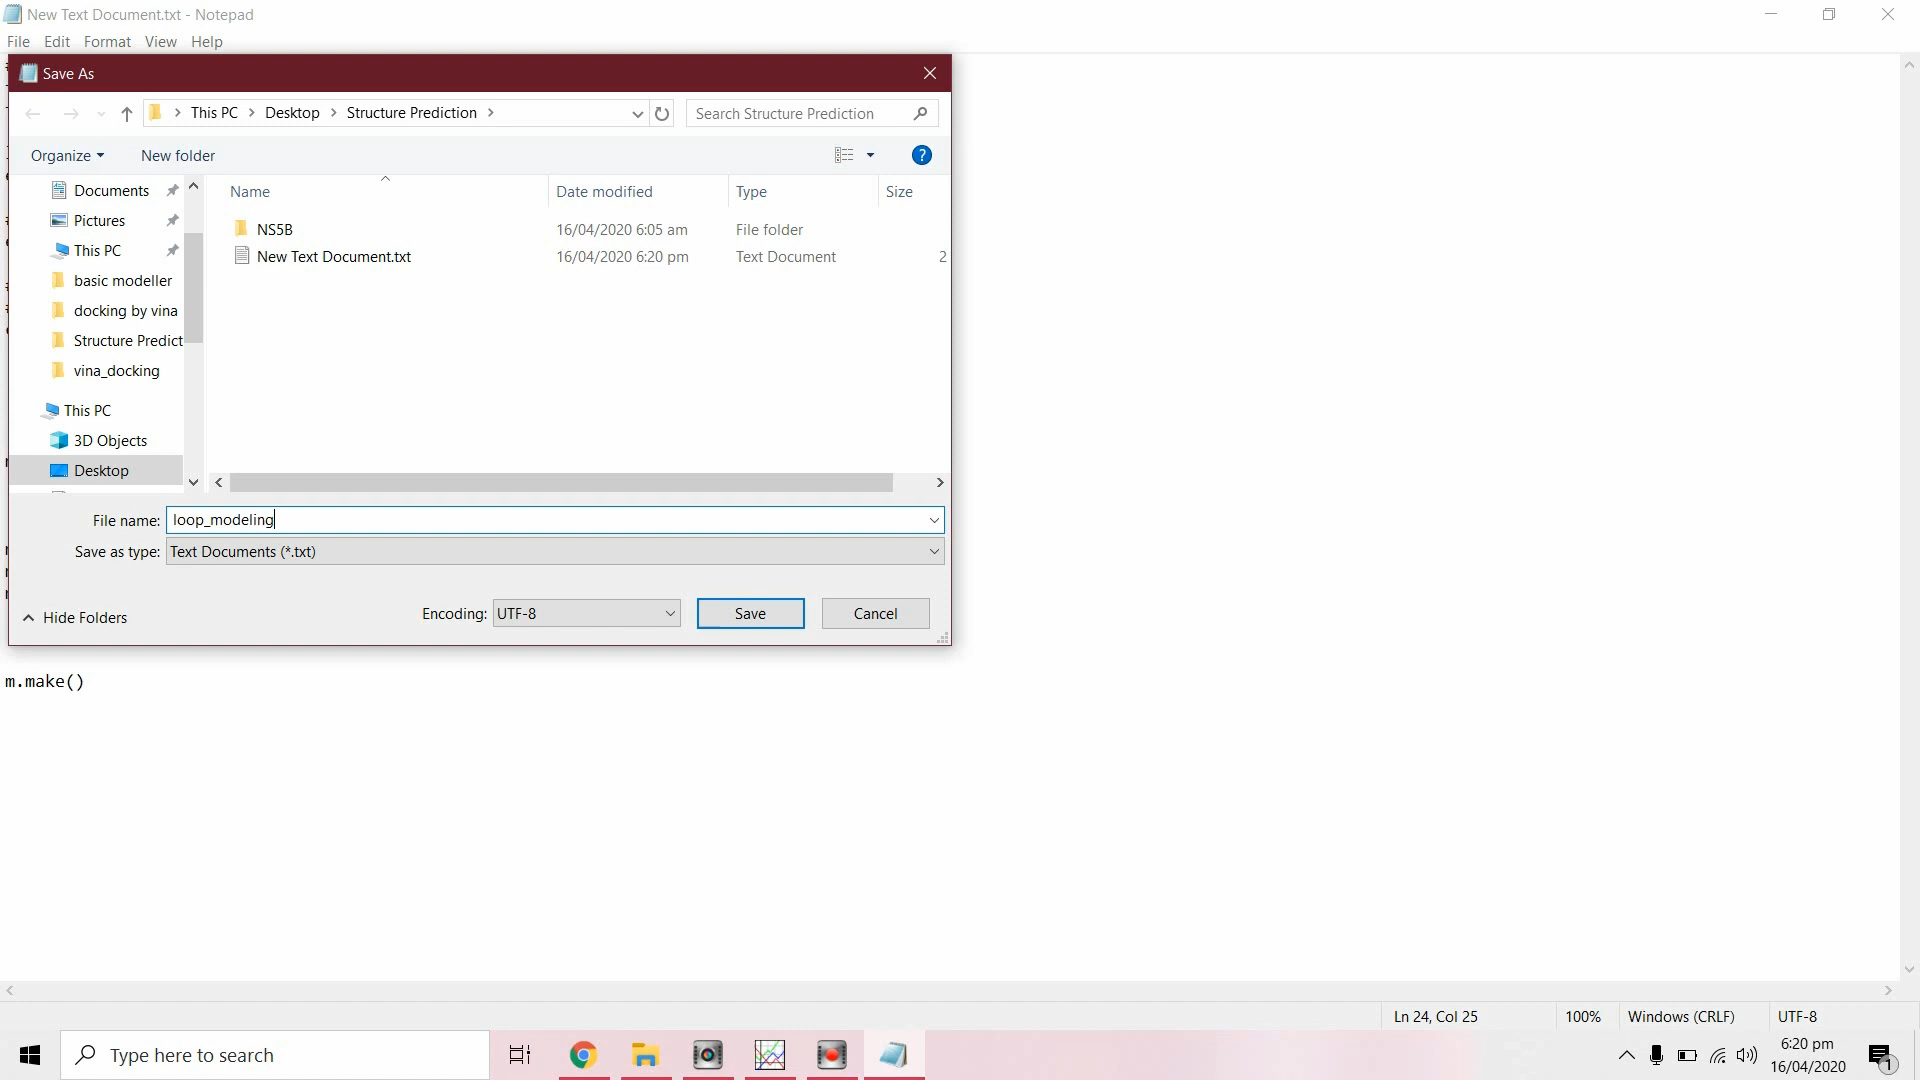 New Text Document.txt - Notepad
File Edit Format View Help
Save As
This PC > Desktop > Structure Prediction >
Search Structure Prediction
Organize
New folder
?
Name Date modified Type Size
Documents
Pictures
This PC
basic modeller
docking by vina
Structure Predict
vina_docking
This PC
3D Objects
Desktop
NS5B 16/04/2020 6:05 am File folder
New Text Document.txt 16/04/2020 6:20 pm Text Document 2
File name: loop_modeling
Save as type: Text Documents (*.txt)
Hide Folders
Encoding: UTF-8
Save
Cancel
m.make()
Ln 24, Col 25 100% Windows (CRLF) UTF-8
Type here to search
6:20 pm
16/04/2020
1